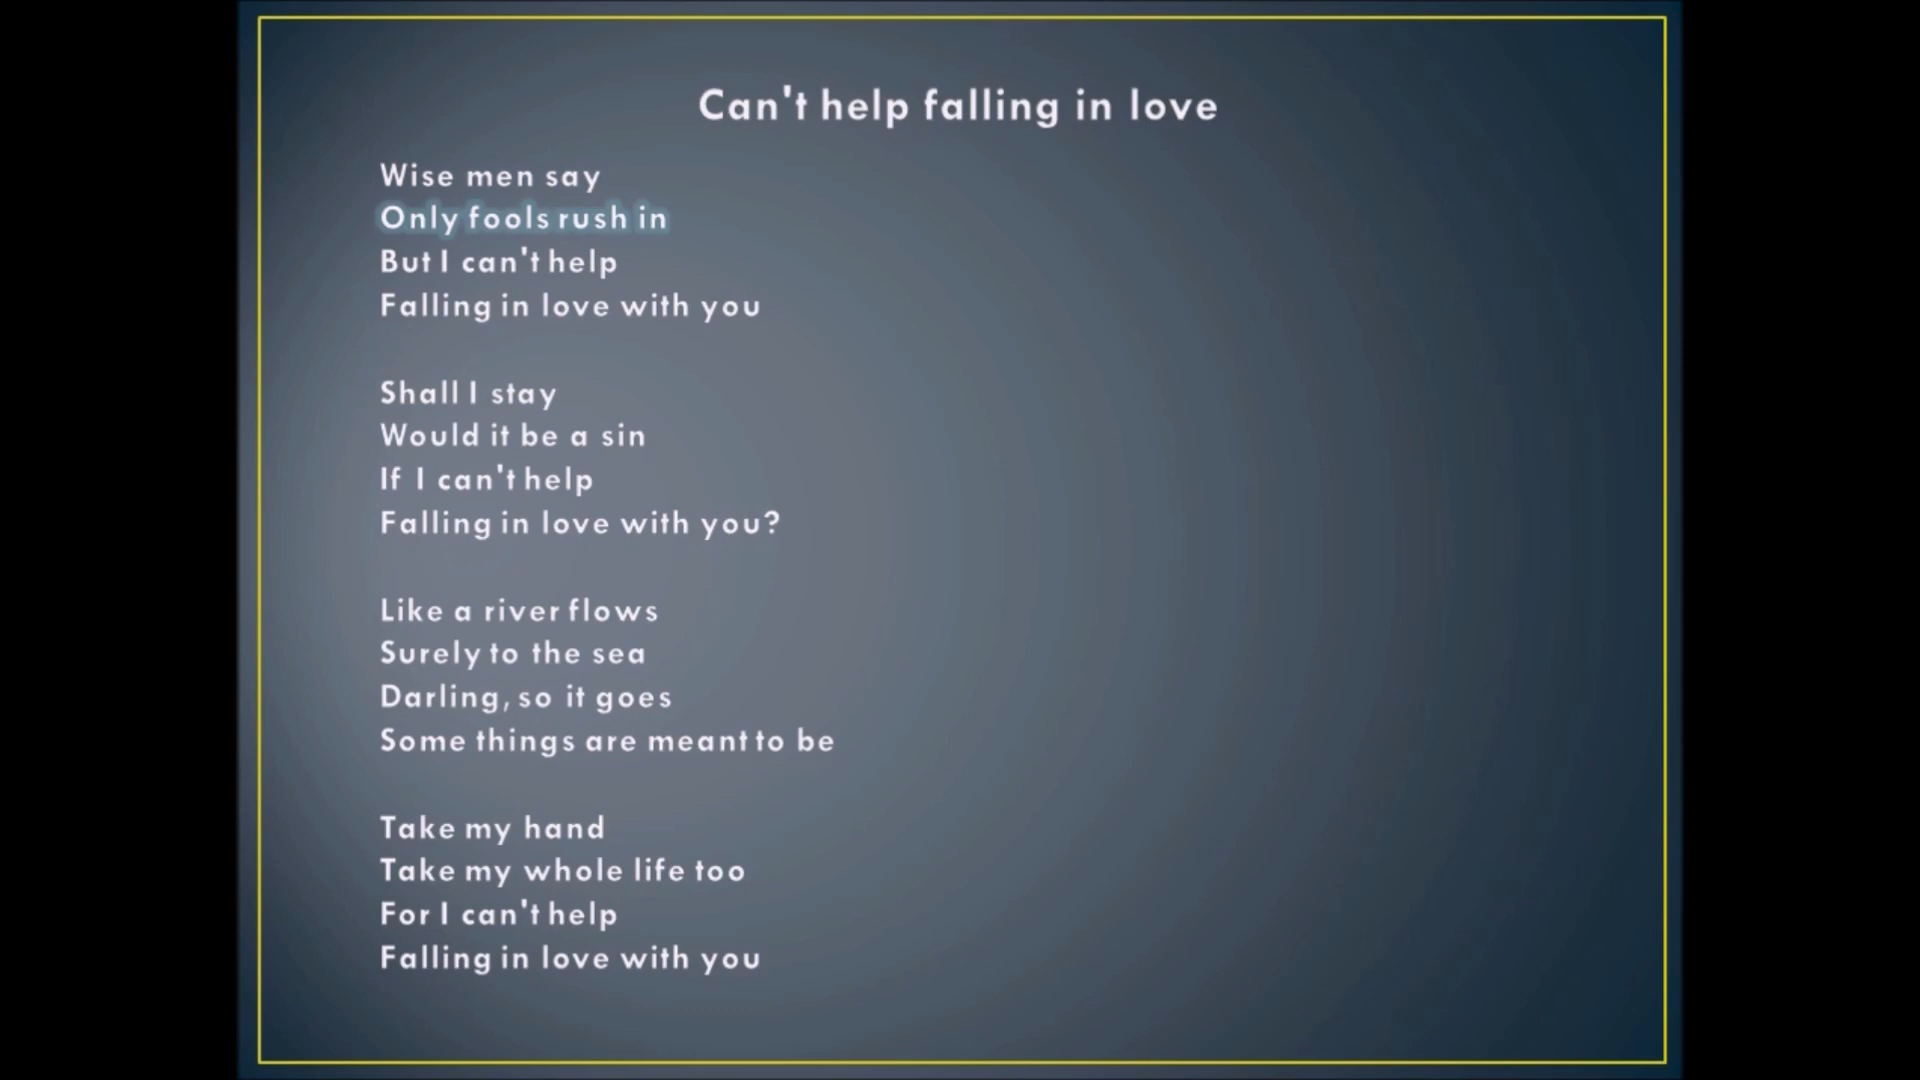 Can't help falling in love
Wise men say
Only fools rush in
But I can't help
Falling in love with you
Shall I stay
Would it be a sin
If I can't help
Falling in love with you?
Like a river flows
Surely to the sea
Darling, so it goes
Some things are meant to be
Take my hand
Take my whole life too
For I can't help
Falling in love with you